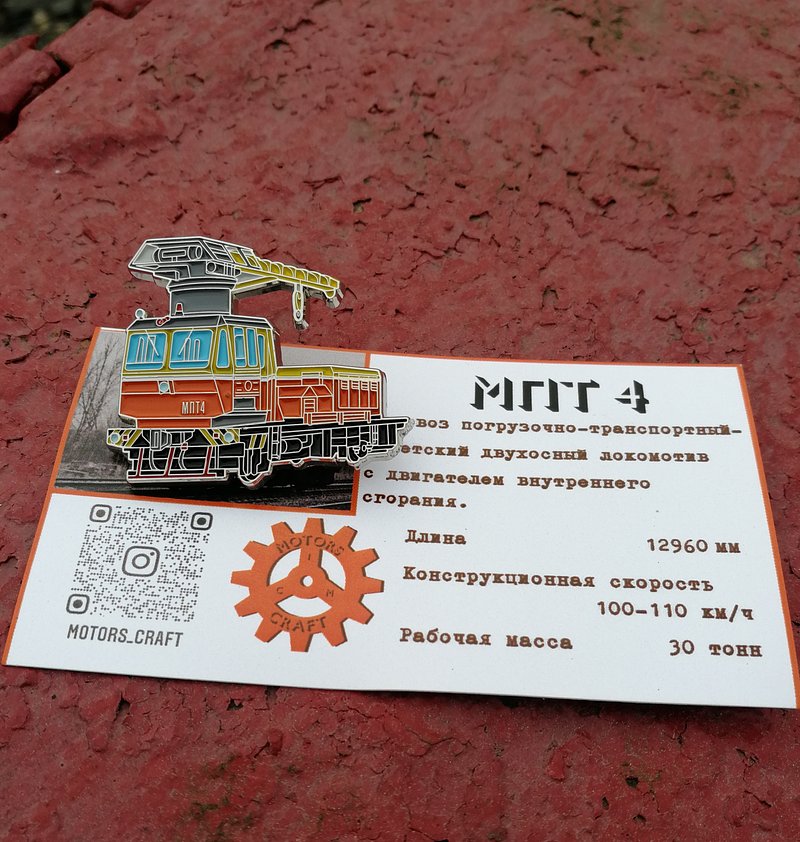 МПТ 4
погрузочно-транспортный-
двухосный локомотив
с двигателем внутреннего
сгорания.
Длина 12960 мм
Конструкционная скорость
100-110 км/ч
Рабочая масса 30 тонн
МПТ4
MOTORS
I
C M
CRAFT
MOTORS_CRAFT